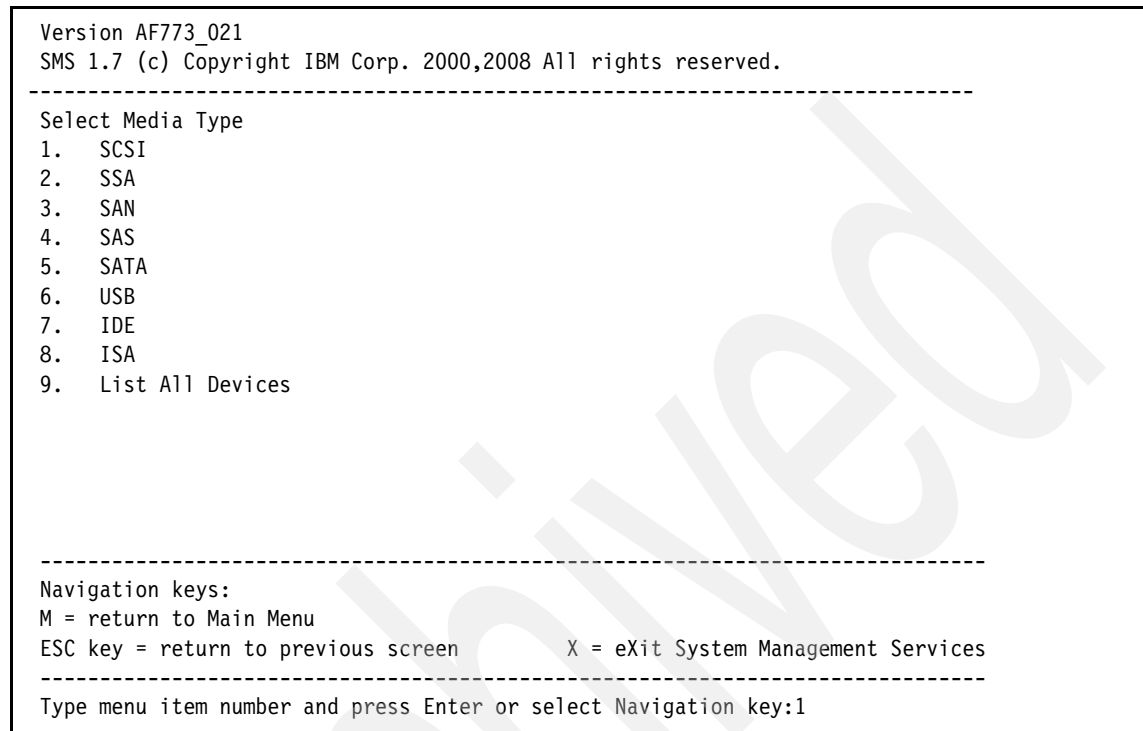 Version AF773_021
SMS 1.7 (c) Copyright IBM Corp. 2000,2008 All rights reserved.
-------------------------------------------------------------------------------
Select Media Type
1.   SCSI
2.   SSA
3.   SAN
4.   SAS
5.   SATA
6.   USB
7.   IDE
8.   ISA
9.   List All Devices
-------------------------------------------------------------------------------
Navigation keys:
M = return to Main Menu
ESC key = return to previous screen         X = eXit System Management Services
-------------------------------------------------------------------------------
Type menu item number and press Enter or select Navigation key:1
hived